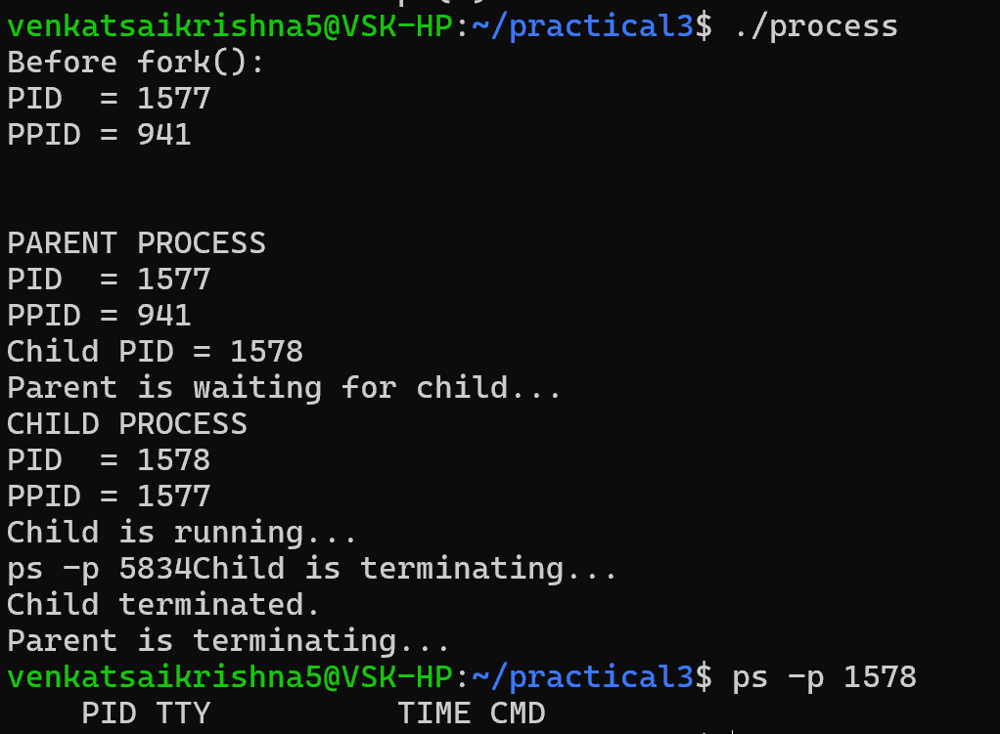 venkatsaikrishna5@VSK-HP:~/practical3$ ./process
Before fork():
PID  = 1577
PPID = 941
PARENT PROCESS
PID  = 1577
PPID = 941
Child PID = 1578
Parent is waiting for child...
CHILD PROCESS
PID  = 1578
PPID = 1577
Child is running...
ps -p 5834Child is terminating...
Child terminated.
Parent is terminating...
venkatsaikrishna5@VSK-HP:~/practical3$ ps -p 1578
    PID TTY          TIME CMD